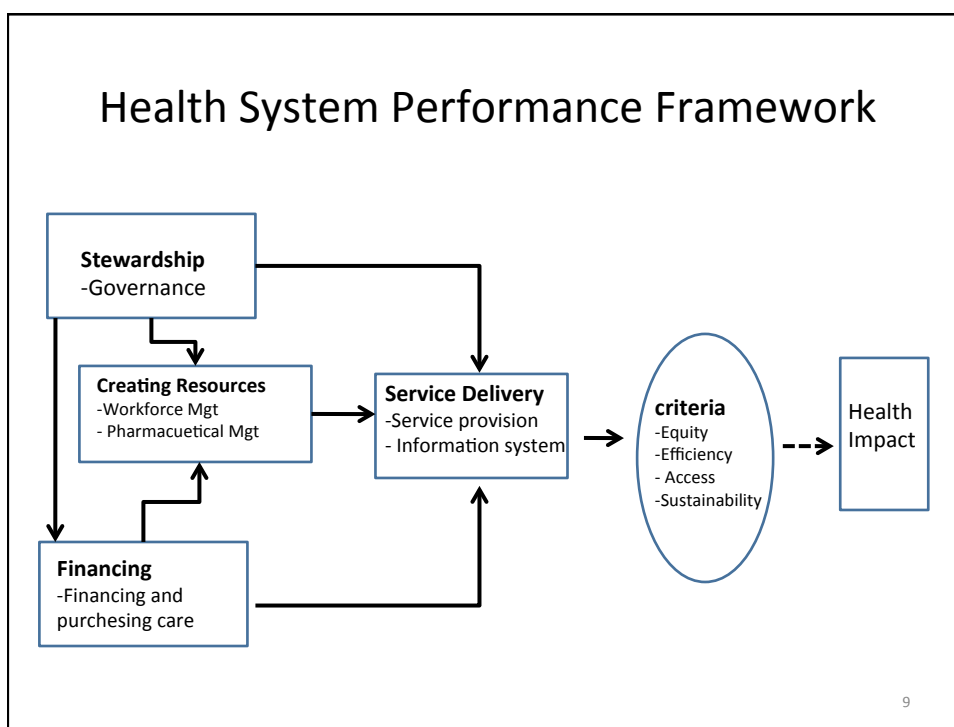 Health System Performance Framework
Stewardship
-Governance
Creating Resources
-Workforce Mgt
- Pharmacuetical Mgt
Service Delivery
-Service provision
- Information system
Financing
-Financing and
purchesing care
criteria
-Equity
-Efficiency
- Access
-Sustainability
Health
Impact
9